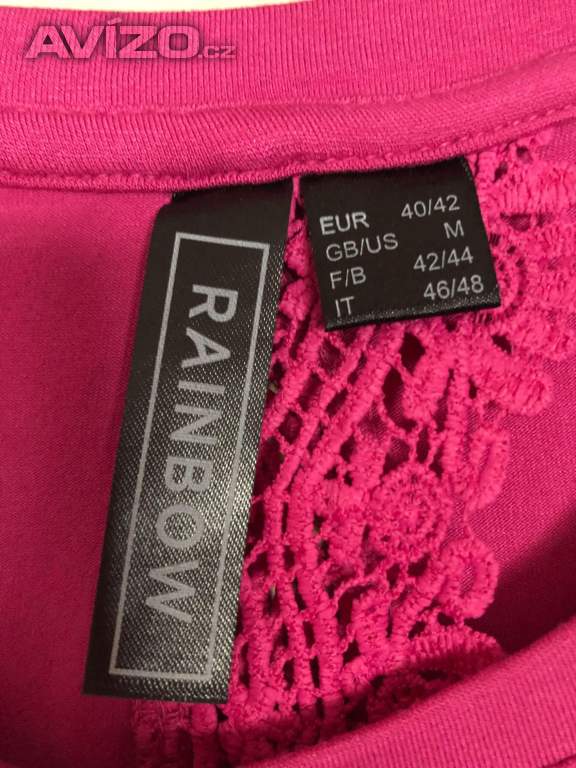 AVÍZO.cz
EUR 40/42
GB/US M
F/B 42/44
IT 46/48
RAINBOW